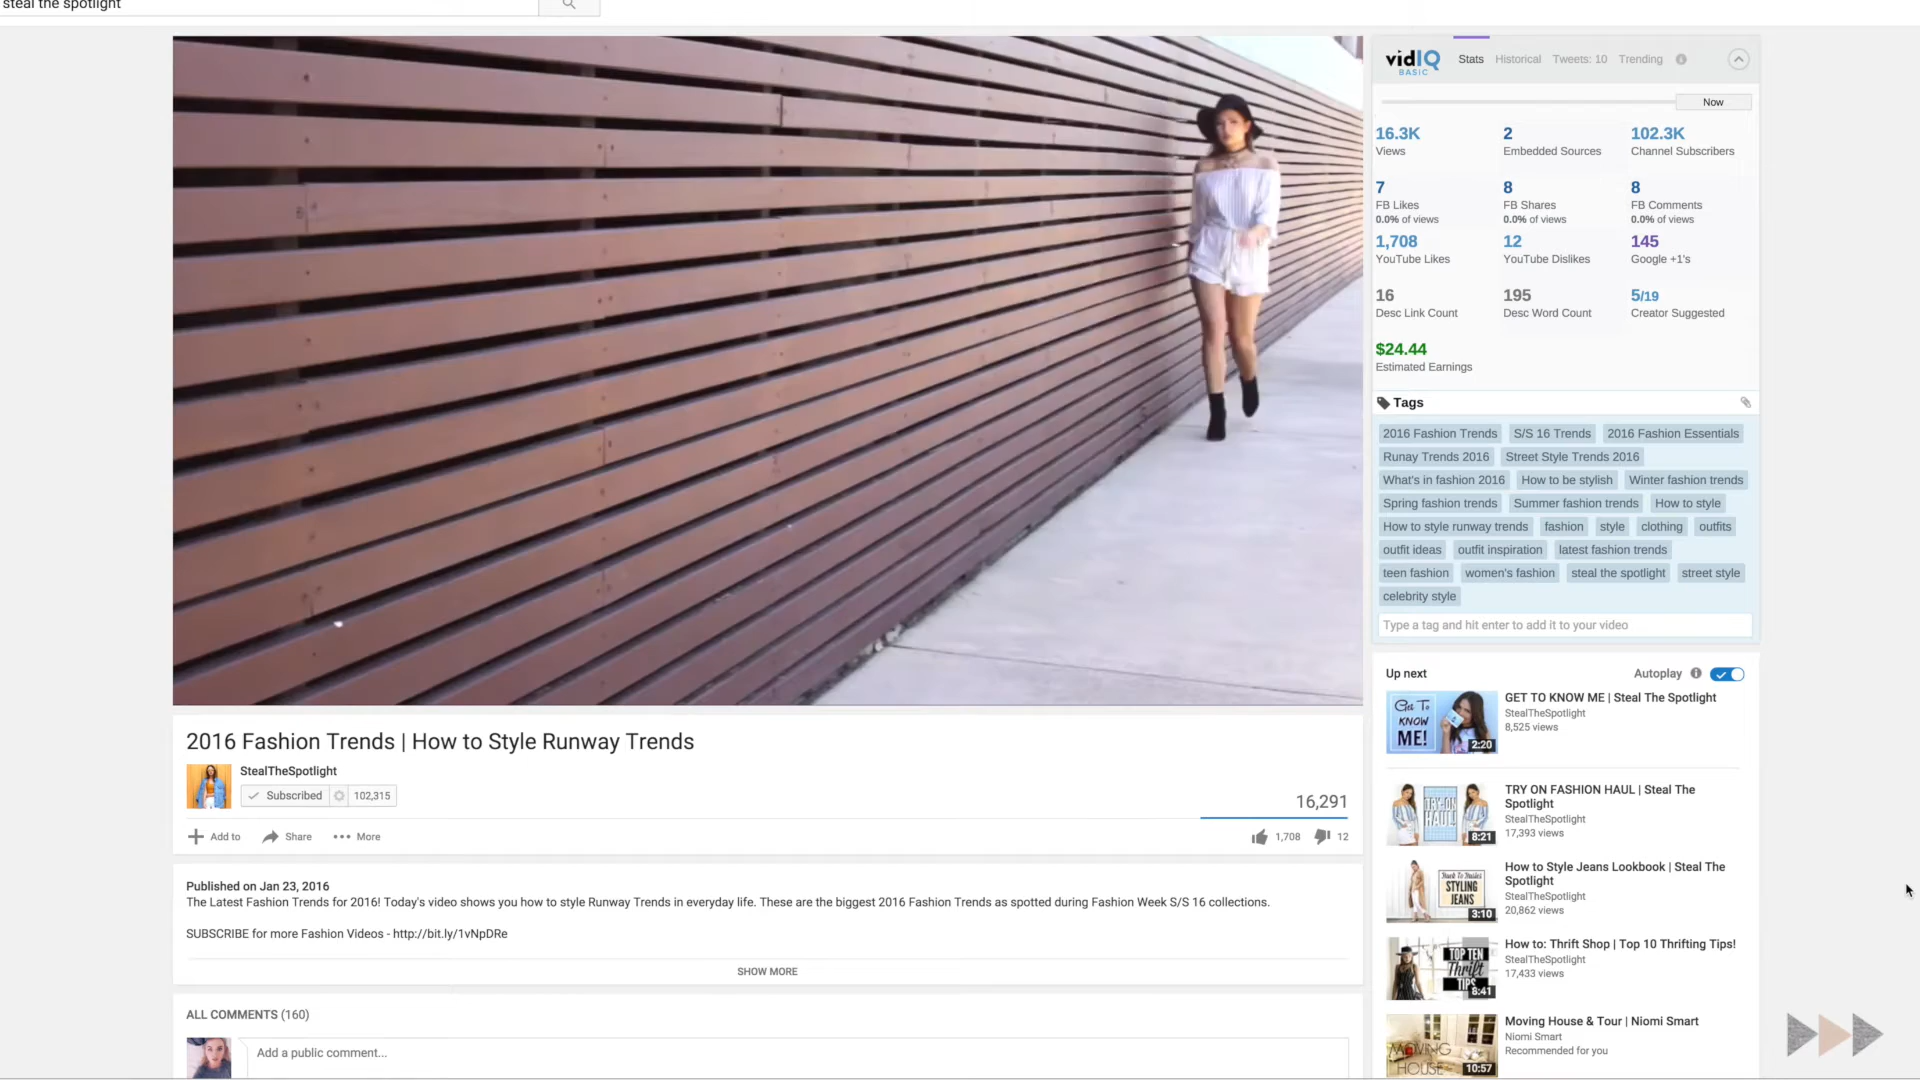 steal the spotlight
vidIQ
BASIC
Stats Historical Tweets: 10 Trending
Now
16.3K 2 102.3K
Views Embedded Sources Channel Subscribers
7 8 8
FB Likes FB Shares FB Comments
0.0% of views 0.0% of views 0.0% of views
1,708 12 145
YouTube Likes YouTube Dislikes Google +1's
16 195 5/19
Desc Link Count Desc Word Count Creator Suggested
$24.44
Estimated Earnings
Tags
2016 Fashion Trends S/S 16 Trends 2016 Fashion Essentials
Runay Trends 2016 Street Style Trends 2016
What's in fashion 2016 How to be stylish Winter fashion trends
Spring fashion trends Summer fashion trends How to style
How to style runway trends fashion style clothing outfits
outfit ideas outfit inspiration latest fashion trends
teen fashion women's fashion steal the spotlight street style
celebrity style
Type a tag and hit enter to add it to your video
2016 Fashion Trends | How to Style Runway Trends
StealTheSpotlight
Subscribed 102,315
16,291
Add to Share More
1,708 12
Published on Jan 23, 2016
The Latest Fashion Trends for 2016! Today's video shows you how to style Runway Trends in everyday life. These are the biggest 2016 Fashion Trends as spotted during Fashion Week S/S 16 collections.
SUBSCRIBE for more Fashion Videos - http://bit.ly/1vNpDRe
SHOW MORE
ALL COMMENTS (160)
Add a public comment...
Up next Autoplay
Get To
KNOW
ME!
2:20
GET TO KNOW ME | Steal The Spotlight
StealTheSpotlight
8,525 views
TRY-ON
HAUL!
8:21
TRY ON FASHION HAUL | Steal The
Spotlight
StealTheSpotlight
17,393 views
Back To Basics
STYLING
JEANS
3:10
How to Style Jeans Lookbook | Steal The
Spotlight
StealTheSpotlight
20,862 views
TOP TEN
Thrift
TIPS
8:41
How to: Thrift Shop | Top 10 Thrifting Tips!
StealTheSpotlight
17,433 views
MOVING
HOUSE
10:57
Moving House & Tour | Niomi Smart
Niomi Smart
Recommended for you